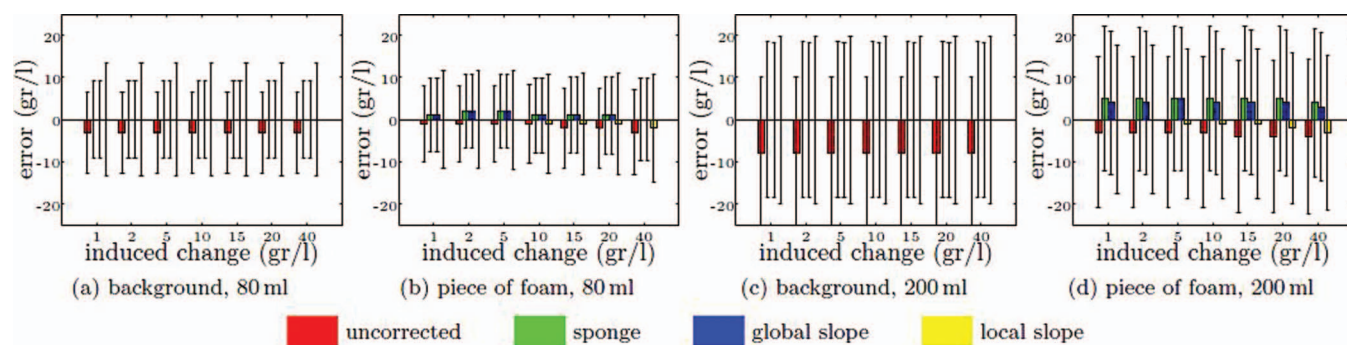 20
10
0
-10
-20
error (gr/l)
1 2 5 10 15 20 40
induced change (gr/l)
(a) background, 80 ml
20
10
0
-10
-20
error (gr/l)
1 2 5 10 15 20 40
induced change (gr/l)
(b) piece of foam, 80 ml
20
10
0
-10
-20
error (gr/l)
1 2 5 10 15 20 40
induced change (gr/l)
(c) background, 200 ml
20
10
0
-10
-20
error (gr/l)
1 2 5 10 15 20 40
induced change (gr/l)
(d) piece of foam, 200 ml
uncorrected sponge global slope local slope